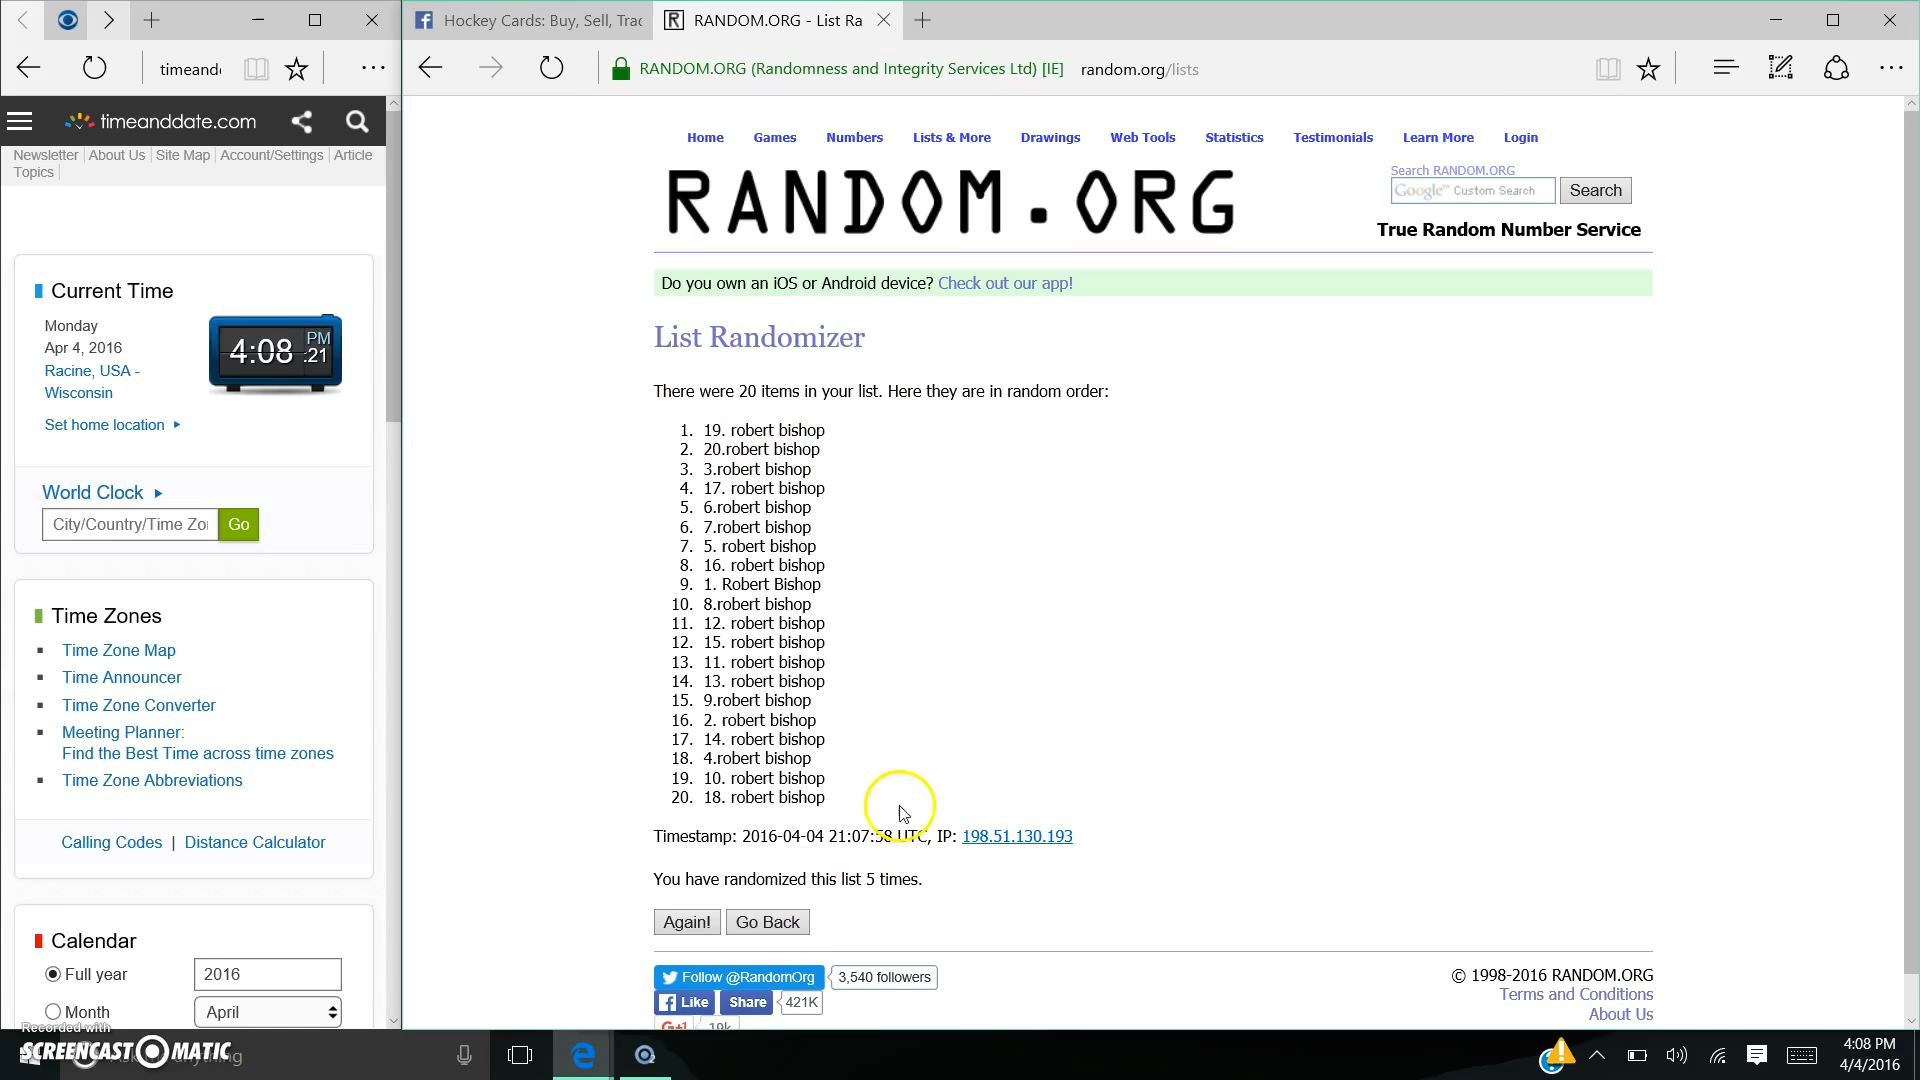 Hockey Cards: Buy, Sell, Trac
RANDOM.ORG - List Ra
timeand
RANDOM.ORG (Randomness and Integrity Services Ltd) [IE]
random.org/lists
timeanddate.com
Newsletter | About Us | Site Map | Account/Settings | Article
Topics |
Current Time
Monday
Apr 4, 2016
Racine, USA -
Wisconsin
4:08 PM :21
Set home location
World Clock
City/Country/Time Zo
Go
Time Zones
Time Zone Map
Time Announcer
Time Zone Converter
Meeting Planner:
Find the Best Time across time zones
Time Zone Abbreviations
Calling Codes | Distance Calculator
Calendar
Full year 2016
Month April
Home Games Numbers Lists & More Drawings Web Tools Statistics Testimonials Learn More Login
RANDOM.ORG
Search RANDOM.ORG
Google™ Custom Search Search
True Random Number Service
Do you own an iOS or Android device? Check out our app!
List Randomizer
There were 20 items in your list. Here they are in random order:
1. 19. robert bishop
2. 20.robert bishop
3. 3.robert bishop
4. 17. robert bishop
5. 6.robert bishop
6. 7.robert bishop
7. 5. robert bishop
8. 16. robert bishop
9. 1. Robert Bishop
10. 8.robert bishop
11. 12. robert bishop
12. 15. robert bishop
13. 11. robert bishop
14. 13. robert bishop
15. 9.robert bishop
16. 2. robert bishop
17. 14. robert bishop
18. 4.robert bishop
19. 10. robert bishop
20. 18. robert bishop
Timestamp: 2016-04-04 21:07:58 UTC, IP: 198.51.130.193
You have randomized this list 5 times.
Again! Go Back
Follow @RandomOrg 3,540 followers
Like Share 421K
G+1 19k
© 1998-2016 RANDOM.ORG
Terms and Conditions
About Us
Recorded with
SCREENCAST O MATIC
anything
4:08 PM
4/4/2016